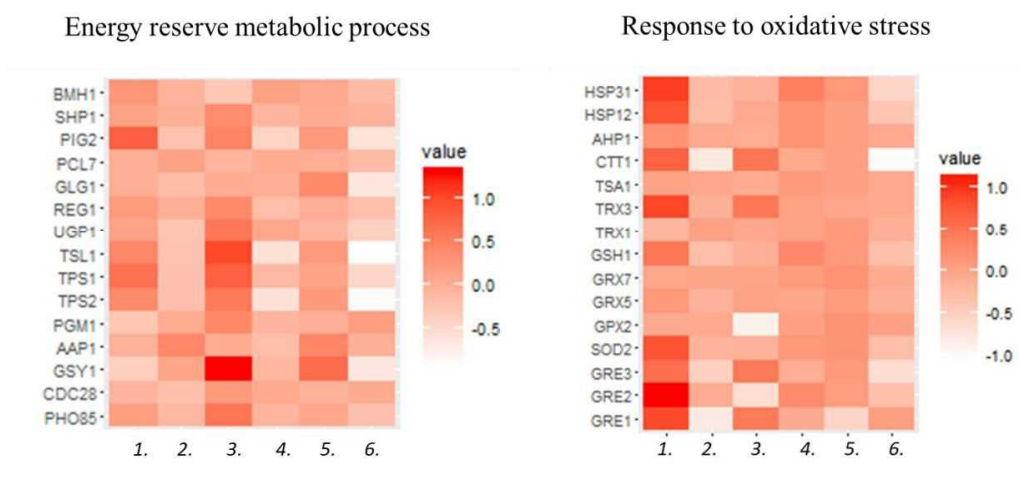 Energy reserve metabolic process
BMH1
SHP1
PIG2
PCL7
GLG1
REG1
UGP1
TSL1
TPS1
TPS2
PGM1
AAP1
GSY1
CDC28
PHO85
1. 2. 3. 4. 5. 6.
value
1.0
0.5
0.0
-0.5
Response to oxidative stress
HSP31
HSP12
AHP1
CTT1
TSA1
TRX3
TRX1
GSH1
GRX7
GRX5
GPX2
SOD2
GRE3
GRE2
GRE1
1. 2. 3. 4. 5. 6.
value
1.0
0.5
0.0
-0.5
-1.0